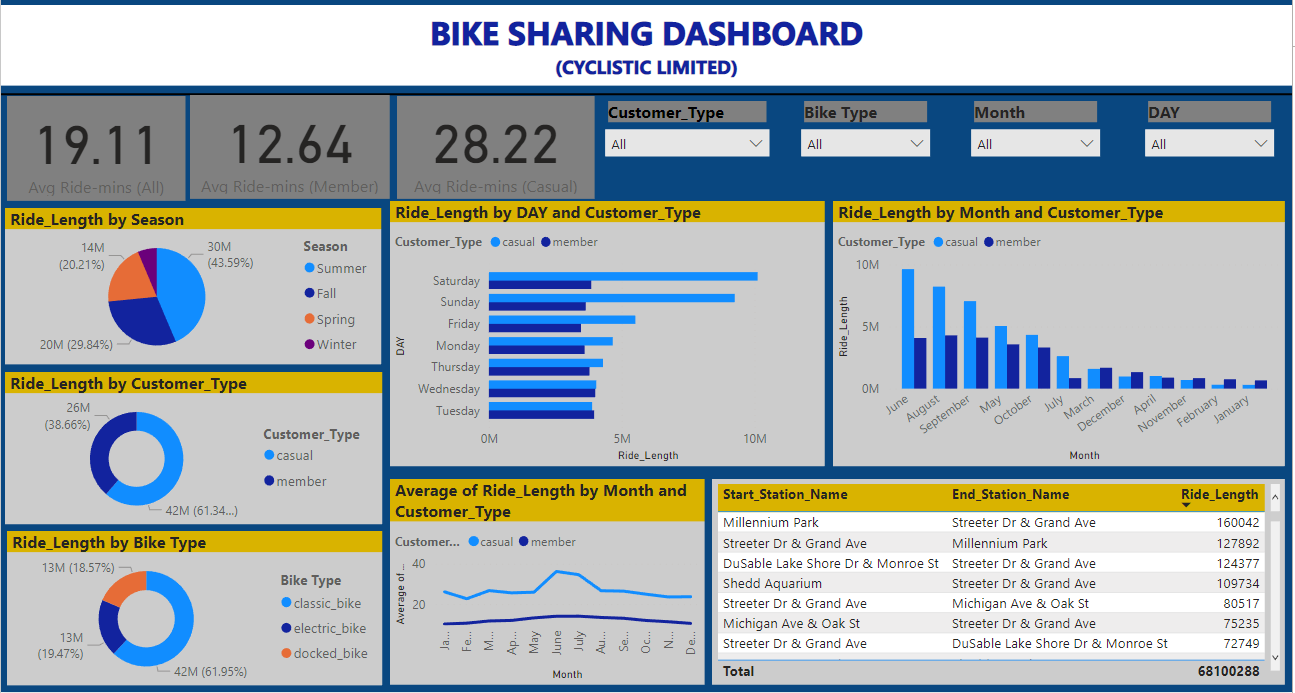 BIKE SHARING DASHBOARD
(CYCLISTIC LIMITED)
19.11
Avg Ride-mins (All)
12.64
Avg Ride-mins (Member)
28.22
Avg Ride-mins (Casual)
Customer_Type
All
Bike Type
All
Month
All
DAY
All
Ride_Length by Season
14M
(20.21%)
30M
(43.59%)
20M (29.84%)
Season
Summer
Fall
Spring
Winter
Ride_Length by Customer_Type
26M
(38.66%)
42M (61.34...)
Customer_Type
casual
member
Ride_Length by Bike Type
13M (18.57%)
13M
(19.47%)
42M (61.95%)
Bike Type
classic_bike
electric_bike
docked_bike
Ride_Length by DAY and Customer_Type
Customer_Type casual member
DAY
Saturday
Sunday
Friday
Monday
Thursday
Wednesday
Tuesday
0M 5M 10M
Ride_Length
Ride_Length by Month and Customer_Type
Customer_Type casual member
Ride_Length
10M
5M
0M
June August September May October July March December April November February January
Month
Average of Ride_Length by Month and
Customer_Type
Customer... casual member
Average of ...
40
20
Ja... Fe... M... Ap... May June July Au... Se... Oc... N... De...
Month
Start_Station_Name End_Station_Name Ride_Length
Millennium Park Streeter Dr & Grand Ave 160042
Streeter Dr & Grand Ave Millennium Park 127892
DuSable Lake Shore Dr & Monroe St Streeter Dr & Grand Ave 124377
Shedd Aquarium Streeter Dr & Grand Ave 109734
Streeter Dr & Grand Ave Michigan Ave & Oak St 80517
Michigan Ave & Oak St Streeter Dr & Grand Ave 75235
Streeter Dr & Grand Ave DuSable Lake Shore Dr & Monroe St 72749
Total 68100288